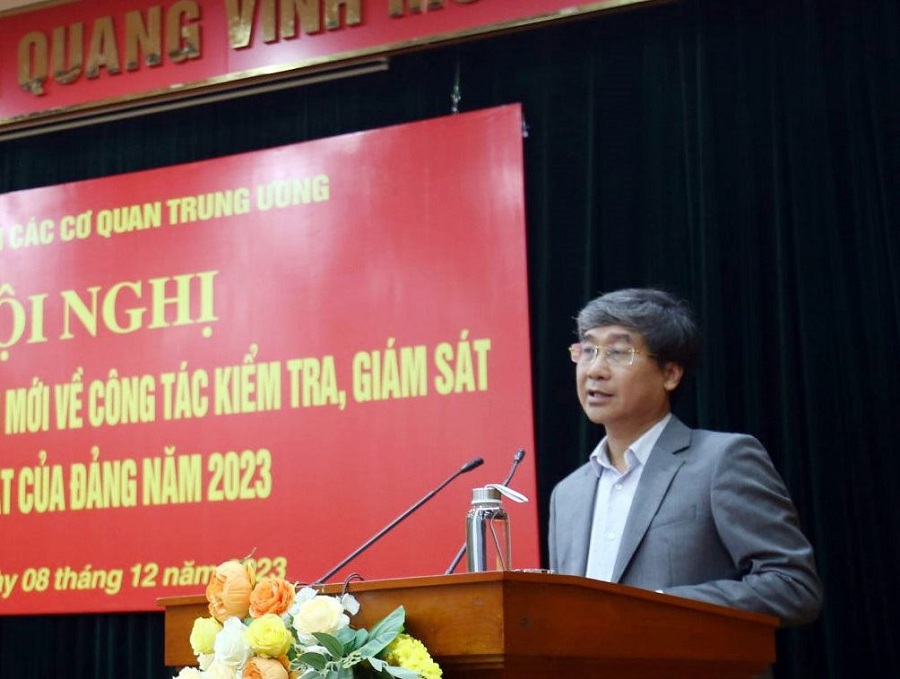 QUANG VINH
CÁC CƠ QUAN TRUNG ƯƠNG
ỘI NGHỊ
MỚI VỀ CÔNG TÁC KIỂM TRA, GIÁM SÁT
ẬT CỦA ĐẢNG NĂM 2023
ày 08 tháng 12 năm 2023